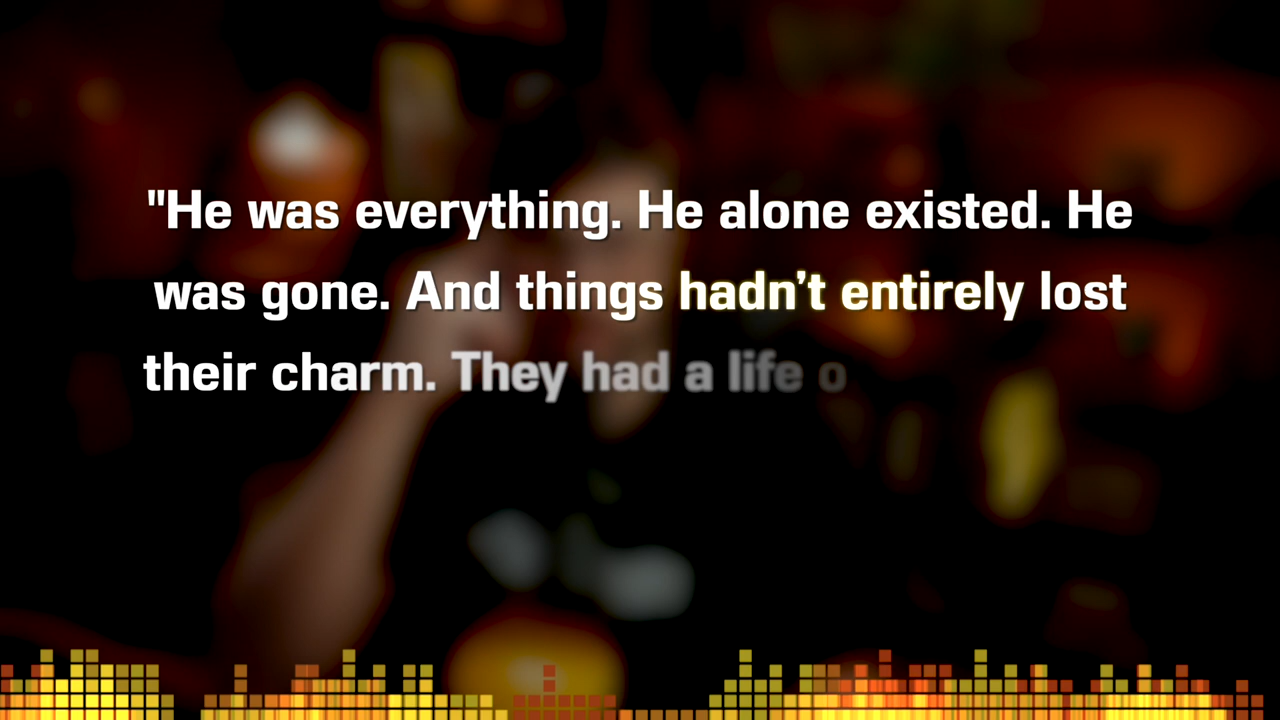 "He was everything. He alone existed. He
was gone. And things hadn't entirely lost
their charm. They had a life o